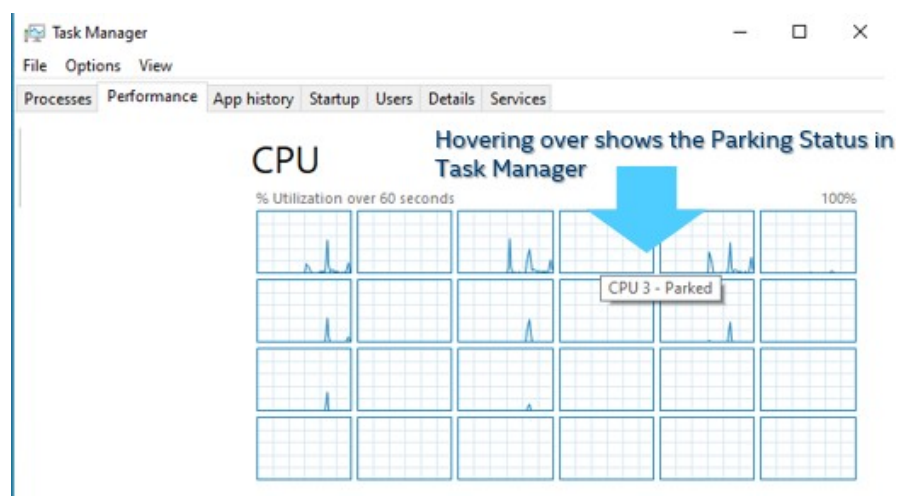 Task Manager
File Options View
Processes Performance App history Startup Users Details Services
Hovering over shows the Parking Status in
Task Manager
CPU
% Utilization over 60 seconds 100%
CPU 3 - Parked